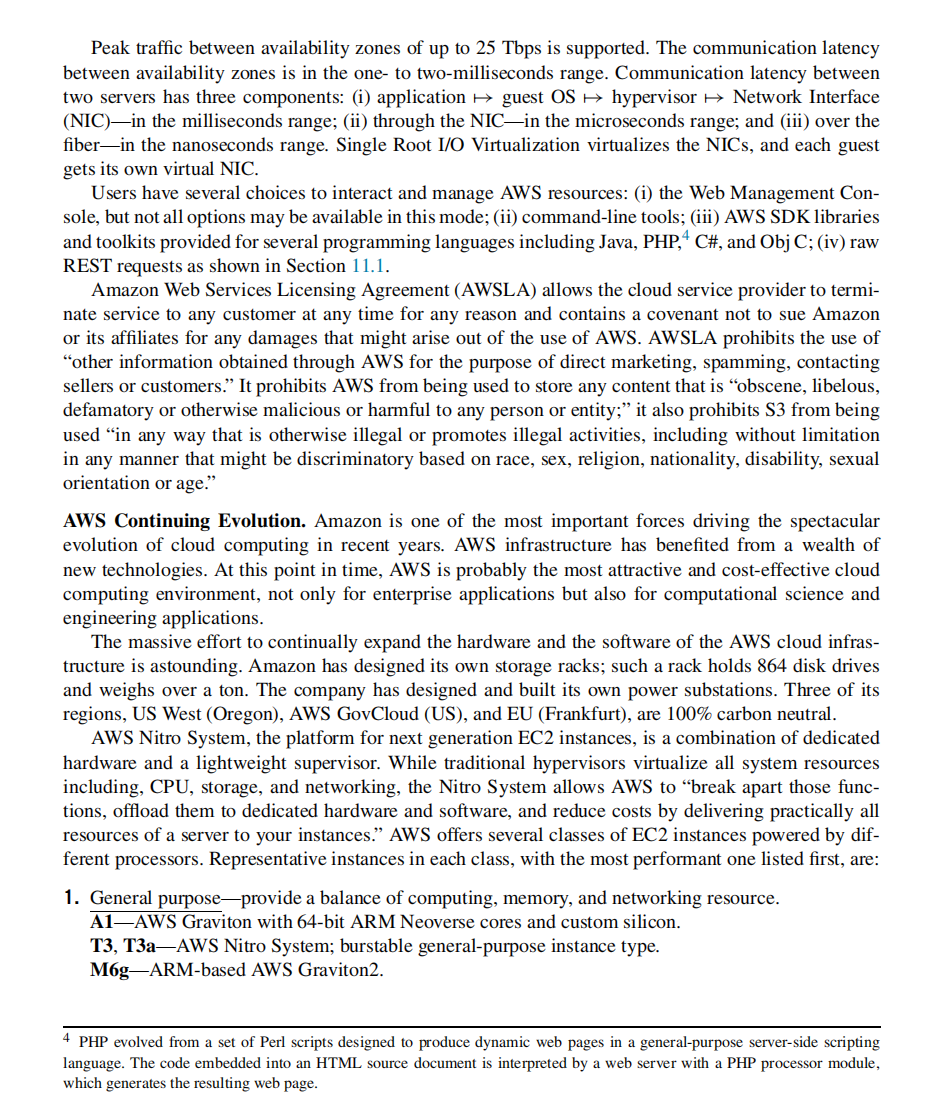 Peak traffic between availability zones of up to 25 Tbps is supported. The communication latency
between availability zones is in the one- to two-milliseconds range. Communication latency between
two servers has three components: (i) application ↦ guest OS ↦ hypervisor ↦ Network Interface
(NIC)—in the milliseconds range; (ii) through the NIC—in the microseconds range; and (iii) over the
fiber—in the nanoseconds range. Single Root I/O Virtualization virtualizes the NICs, and each guest
gets its own virtual NIC.
Users have several choices to interact and manage AWS resources: (i) the Web Management Con-
sole, but not all options may be available in this mode; (ii) command-line tools; (iii) AWS SDK libraries
and toolkits provided for several programming languages including Java, PHP,4 C#, and Obj C; (iv) raw
REST requests as shown in Section 11.1.
Amazon Web Services Licensing Agreement (AWSLA) allows the cloud service provider to termi-
nate service to any customer at any time for any reason and contains a covenant not to sue Amazon
or its affiliates for any damages that might arise out of the use of AWS. AWSLA prohibits the use of
“other information obtained through AWS for the purpose of direct marketing, spamming, contacting
sellers or customers.” It prohibits AWS from being used to store any content that is “obscene, libelous,
defamatory or otherwise malicious or harmful to any person or entity;” it also prohibits S3 from being
used “in any way that is otherwise illegal or promotes illegal activities, including without limitation
in any manner that might be discriminatory based on race, sex, religion, nationality, disability, sexual
orientation or age.”
AWS Continuing Evolution. Amazon is one of the most important forces driving the spectacular
evolution of cloud computing in recent years. AWS infrastructure has benefited from a wealth of
new technologies. At this point in time, AWS is probably the most attractive and cost-effective cloud
computing environment, not only for enterprise applications but also for computational science and
engineering applications.
The massive effort to continually expand the hardware and the software of the AWS cloud infras-
tructure is astounding. Amazon has designed its own storage racks; such a rack holds 864 disk drives
and weighs over a ton. The company has designed and built its own power substations. Three of its
regions, US West (Oregon), AWS GovCloud (US), and EU (Frankfurt), are 100% carbon neutral.
AWS Nitro System, the platform for next generation EC2 instances, is a combination of dedicated
hardware and a lightweight supervisor. While traditional hypervisors virtualize all system resources
including, CPU, storage, and networking, the Nitro System allows AWS to “break apart those func-
tions, offload them to dedicated hardware and software, and reduce costs by delivering practically all
resources of a server to your instances.” AWS offers several classes of EC2 instances powered by dif-
ferent processors. Representative instances in each class, with the most performant one listed first, are:
1. General purpose—provide a balance of computing, memory, and networking resource.
A1—AWS Graviton with 64-bit ARM Neoverse cores and custom silicon.
T3, T3a—AWS Nitro System; burstable general-purpose instance type.
M6g—ARM-based AWS Graviton2.
4 PHP evolved from a set of Perl scripts designed to produce dynamic web pages in a general-purpose server-side scripting
language. The code embedded into an HTML source document is interpreted by a web server with a PHP processor module,
which generates the resulting web page.